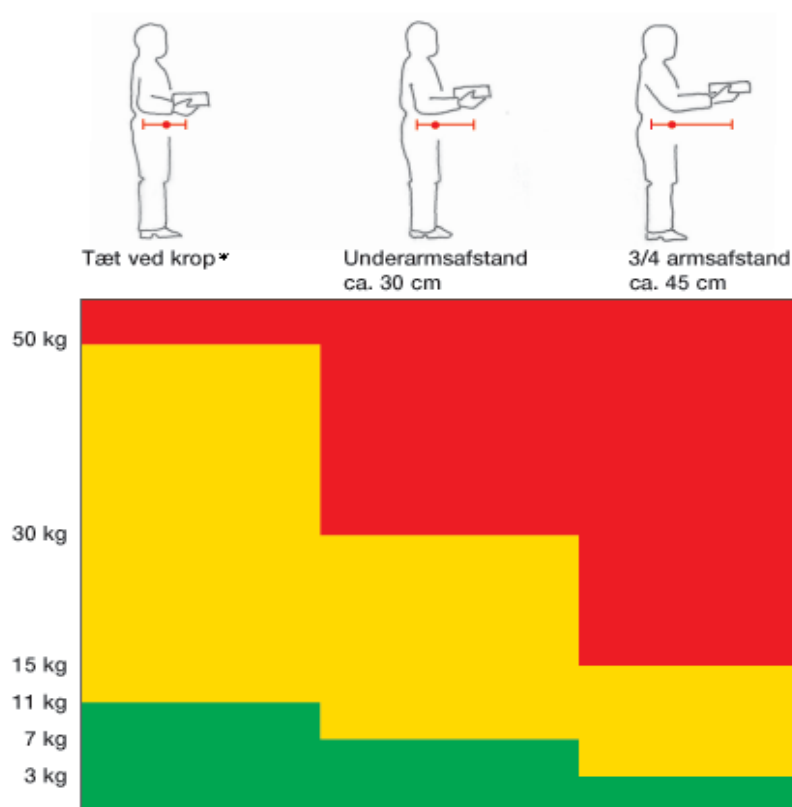 Tæt ved krop*
Underarmsafstand
ca. 30 cm
3/4 armsafstand
ca. 45 cm
50 kg
30 kg
15 kg
11 kg
7 kg
3 kg